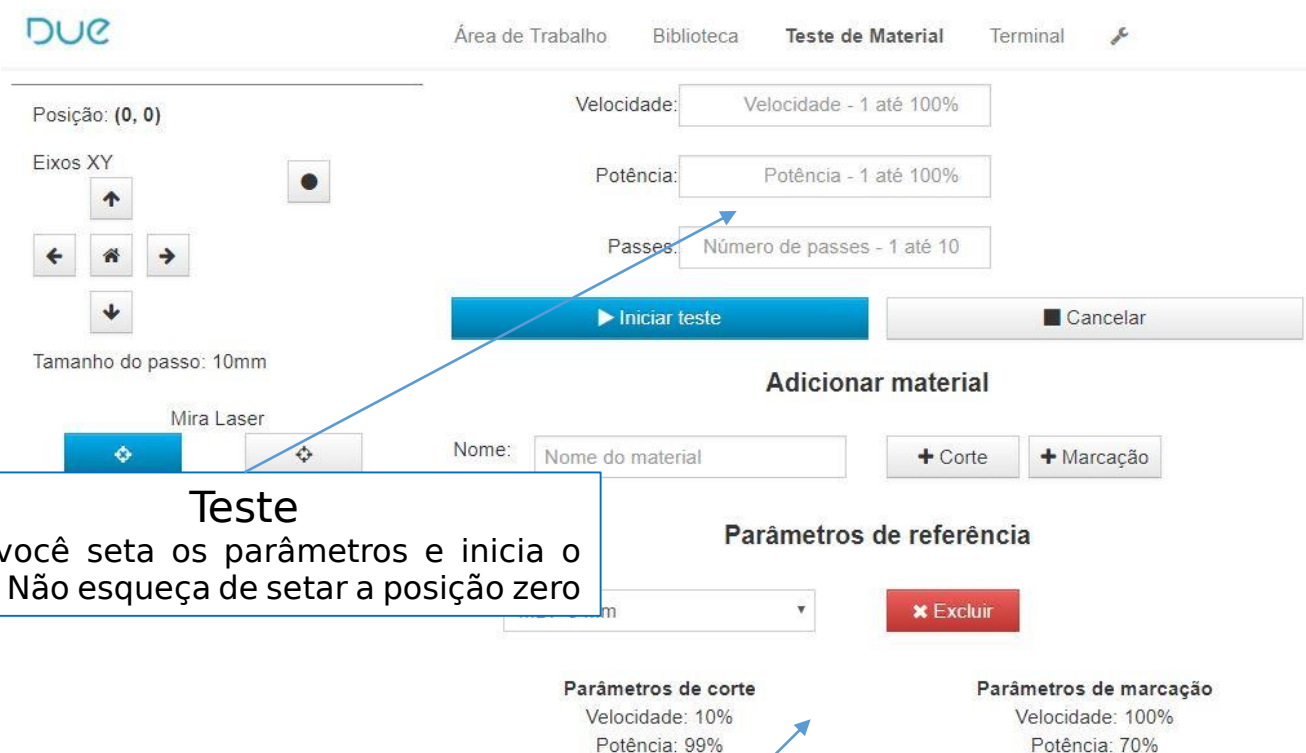 Due
Área de Trabalho Biblioteca Teste de Material Terminal
Posição: (0, 0)
Eixos XY
Tamanho do passo: 10mm
Mira Laser
Velocidade: Velocidade - 1 até 100%
Potência: Potência - 1 até 100%
Passes: Número de passes - 1 até 10
Iniciar teste Cancelar
Adicionar material
Nome: Nome do material + Corte + Marcação
Teste
você seta os parâmetros e inicia o
Não esqueça de setar a posição zero
Parâmetros de referência
Excluir
Parâmetros de corte
Velocidade: 10%
Potência: 99%
Parâmetros de marcação
Velocidade: 100%
Potência: 70%